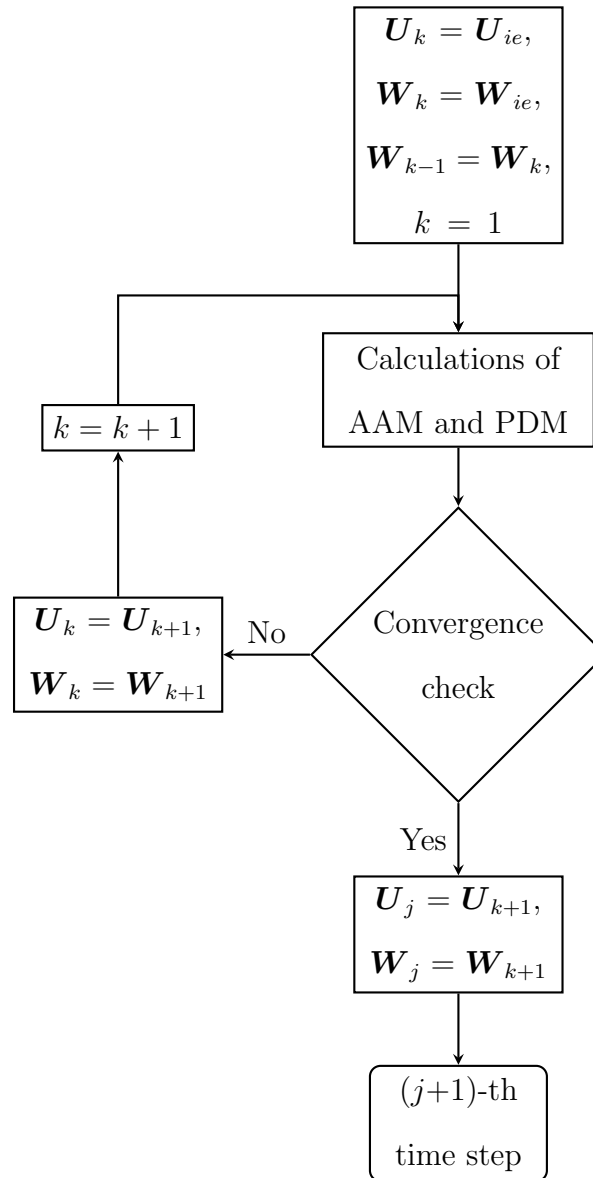 U_k = U_ie,
W_k = W_ie,
W_{k−1} = W_k,
k = 1
Calculations of
AAM and PDM
k = k + 1
Convergence
check
No
U_k = U_{k+1},
W_k = W_{k+1}
Yes
U_j = U_{k+1},
W_j = W_{k+1}
(j+1)-th
time step